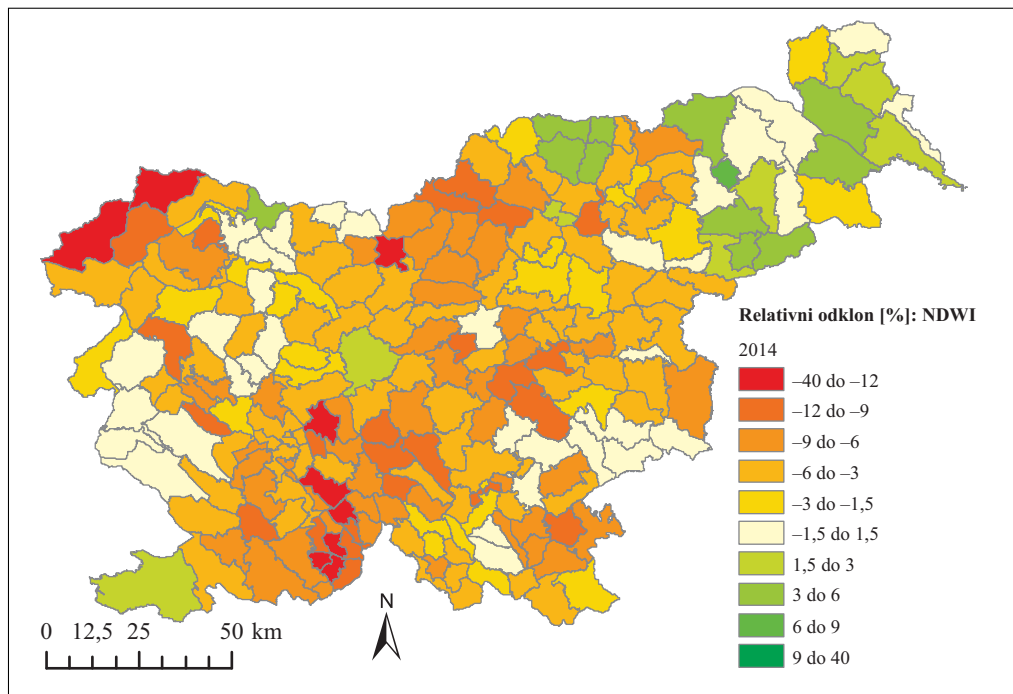 Relativni odklon [%]: NDWI
2014
–40 do –12
–12 do –9
–9 do –6
–6 do –3
–3 do –1,5
–1,5 do 1,5
1,5 do 3
3 do 6
6 do 9
9 do 40
N
0 12,5 25 50 km